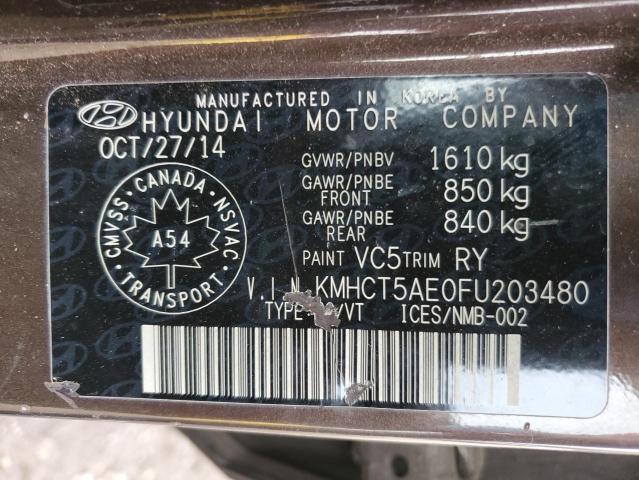 MANUFACTURED IN KOREA BY
HYUNDAI MOTOR COMPANY
OCT/27/14
GVWR/PNBV 1610 kg
GAWR/PNBE FRONT 850 kg
GAWR/PNBE REAR 840 kg
CANADA
CMVSS NSVAC
A54
TRANSPORT
PAINT VC5 TRIM RY
V.I.N. KMHCT5AE0FU203480
TYPE /VT ICES/NMB-002